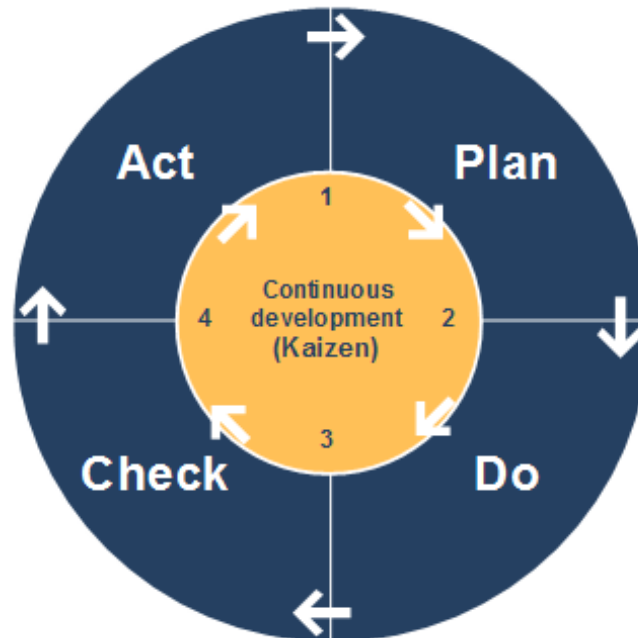 Act
Plan
1
Continuous
development
(Kaizen)
4
2
3
Check
Do